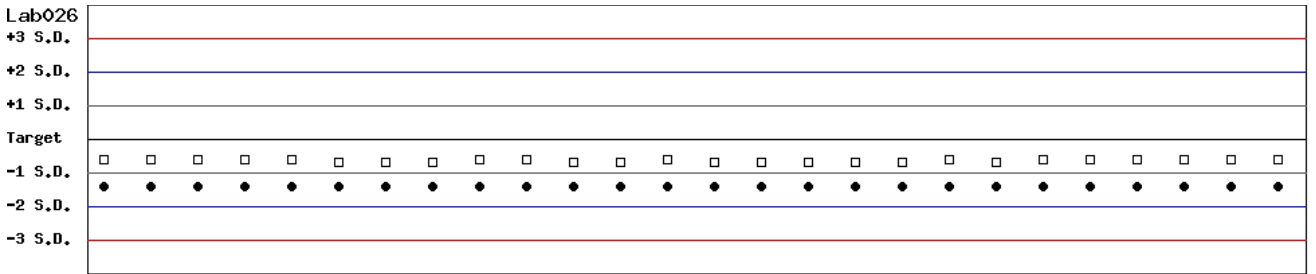 Lab026
+3 S.D.
+2 S.D.
+1 S.D.
Target
-1 S.D.
-2 S.D.
-3 S.D.